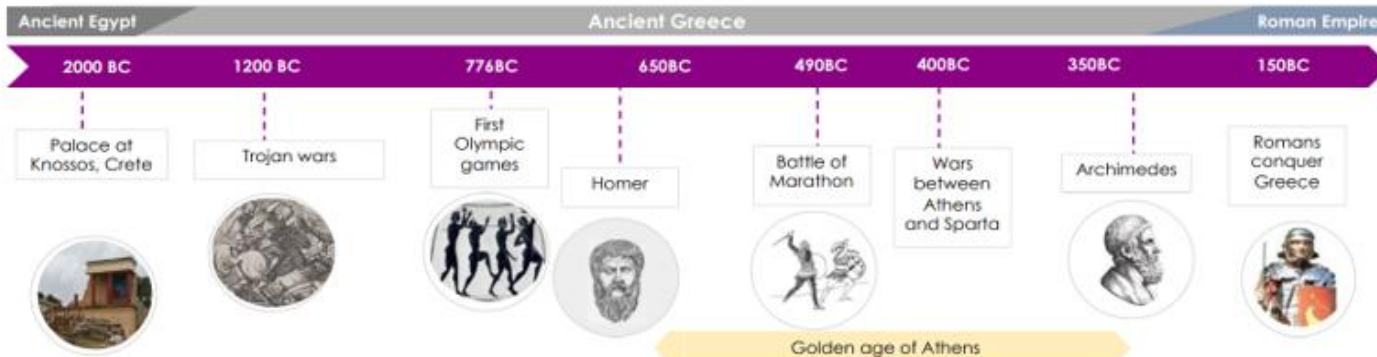 Ancient Egypt
Ancient Greece
Roman Empire
2000 BC
1200 BC
776BC
650BC
490BC
400BC
350BC
150BC
Palace at
Knossos, Crete
Trojan wars
First
Olympic
games
Homer
Battle of
Marathon
Wars
between
Athens
and Sparta
Archimedes
Romans
conquer
Greece
Golden age of Athens